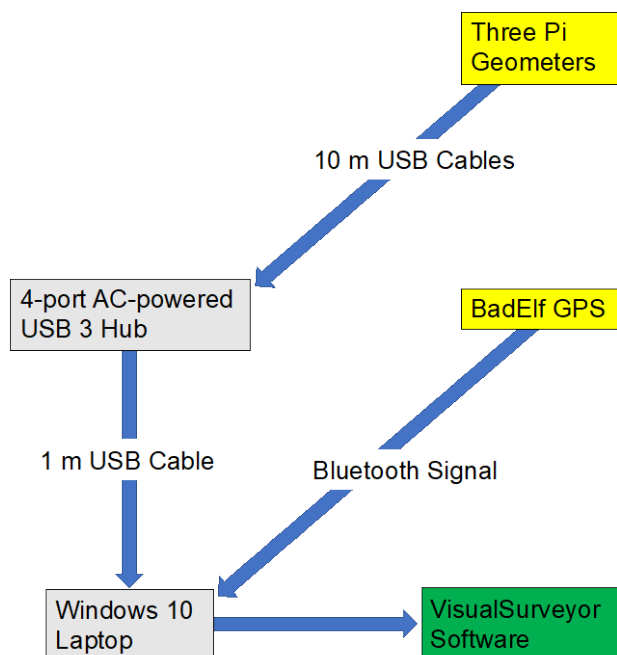 Three Pi
Geometers
10 m USB Cables
4-port AC-powered
USB 3 Hub
BadElf GPS
1 m USB Cable
Bluetooth Signal
Windows 10
Laptop
VisualSurveyor
Software